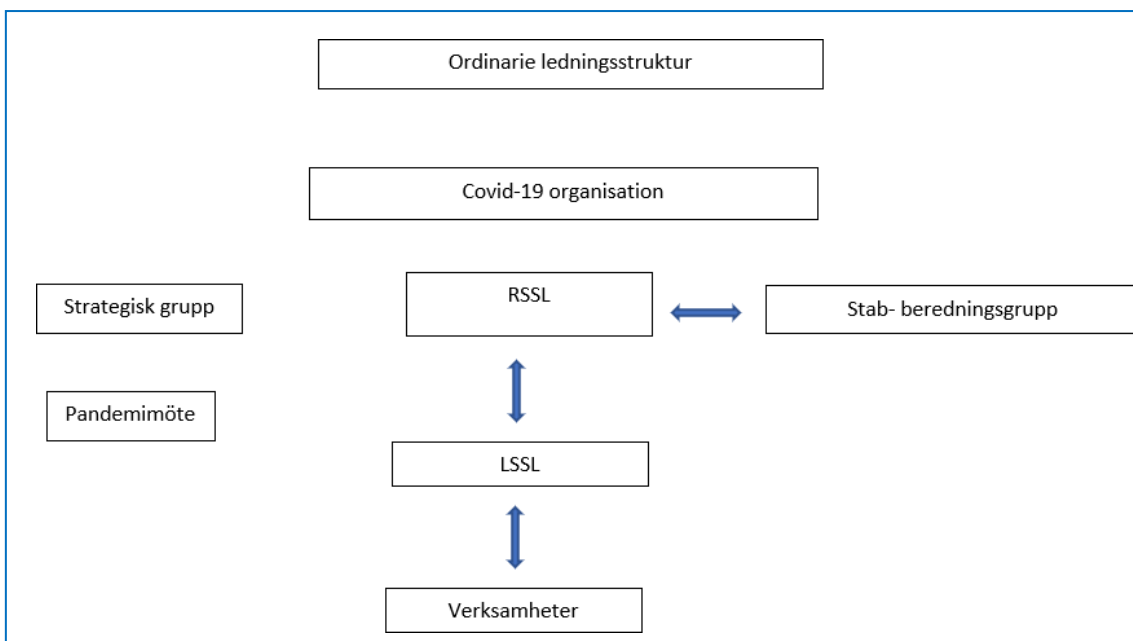 Ordinarie ledningsstruktur
Covid-19 organisation
Strategisk grupp
RSSL
Stab- beredningsgrupp
Pandemimöte
LSSL
Verksamheter